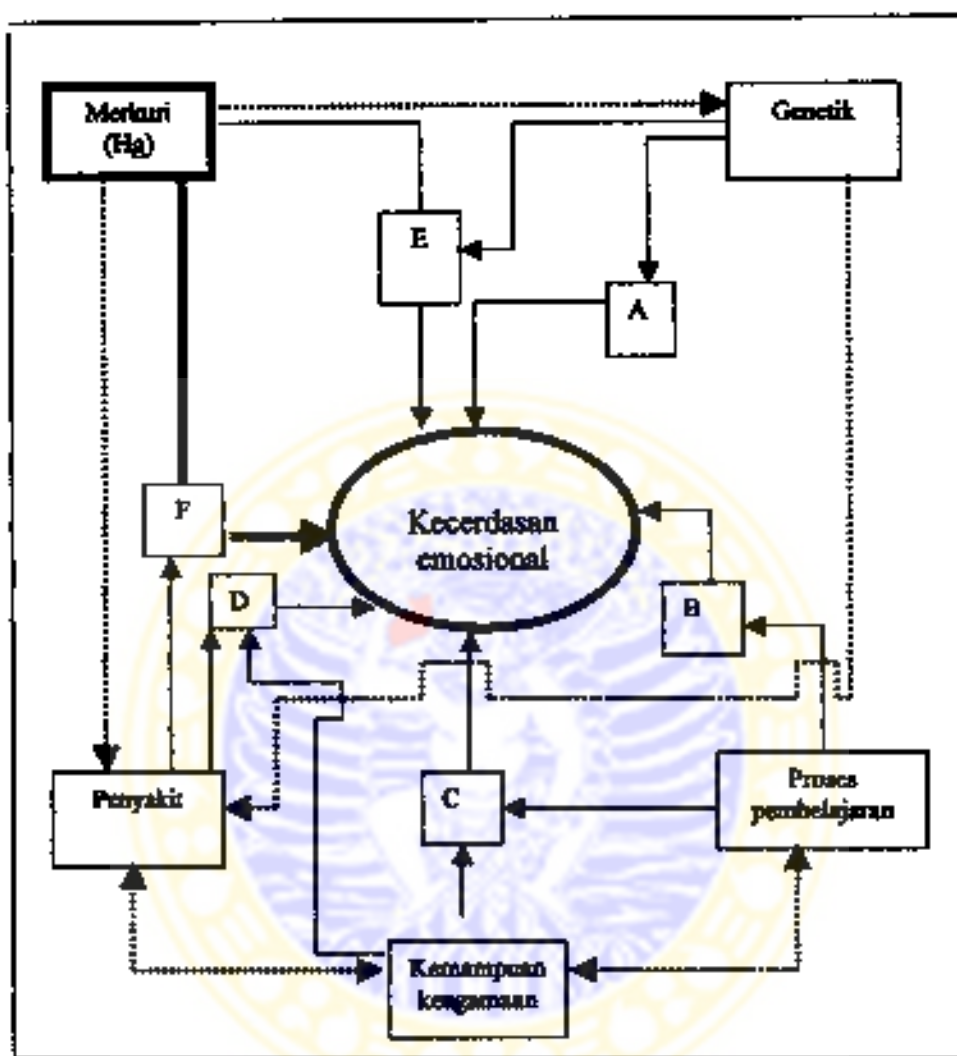 Merkuri
(Hg)
Genetik
E
A
F
Kecerdasan
emosional
D
B
Penyakit
C
Proses
pembelajaran
Kemampuan
keagamaan